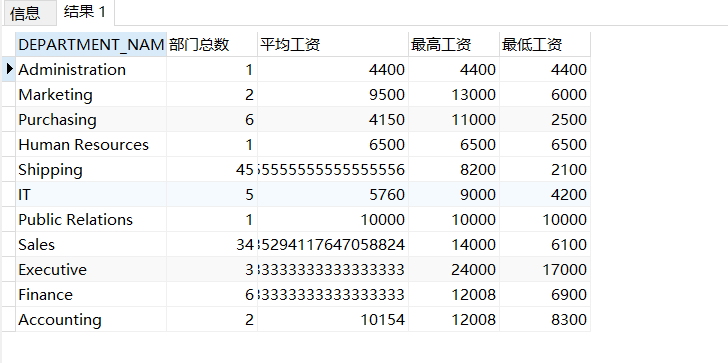 信息 结果 1
DEPARTMENT_NAM 部门总数 平均工资 最高工资 最低工资
Administration 1 4400 4400 4400
Marketing 2 9500 13000 6000
Purchasing 6 4150 11000 2500
Human Resources 1 6500 6500 6500
Shipping 45 5555555555555556 8200 2100
IT 5 5760 9000 4200
Public Relations 1 10000 10000 10000
Sales 34 35294117647058824 14000 6100
Executive 3 33333333333333333 24000 17000
Finance 6 33333333333333333 12008 6900
Accounting 2 10154 12008 8300